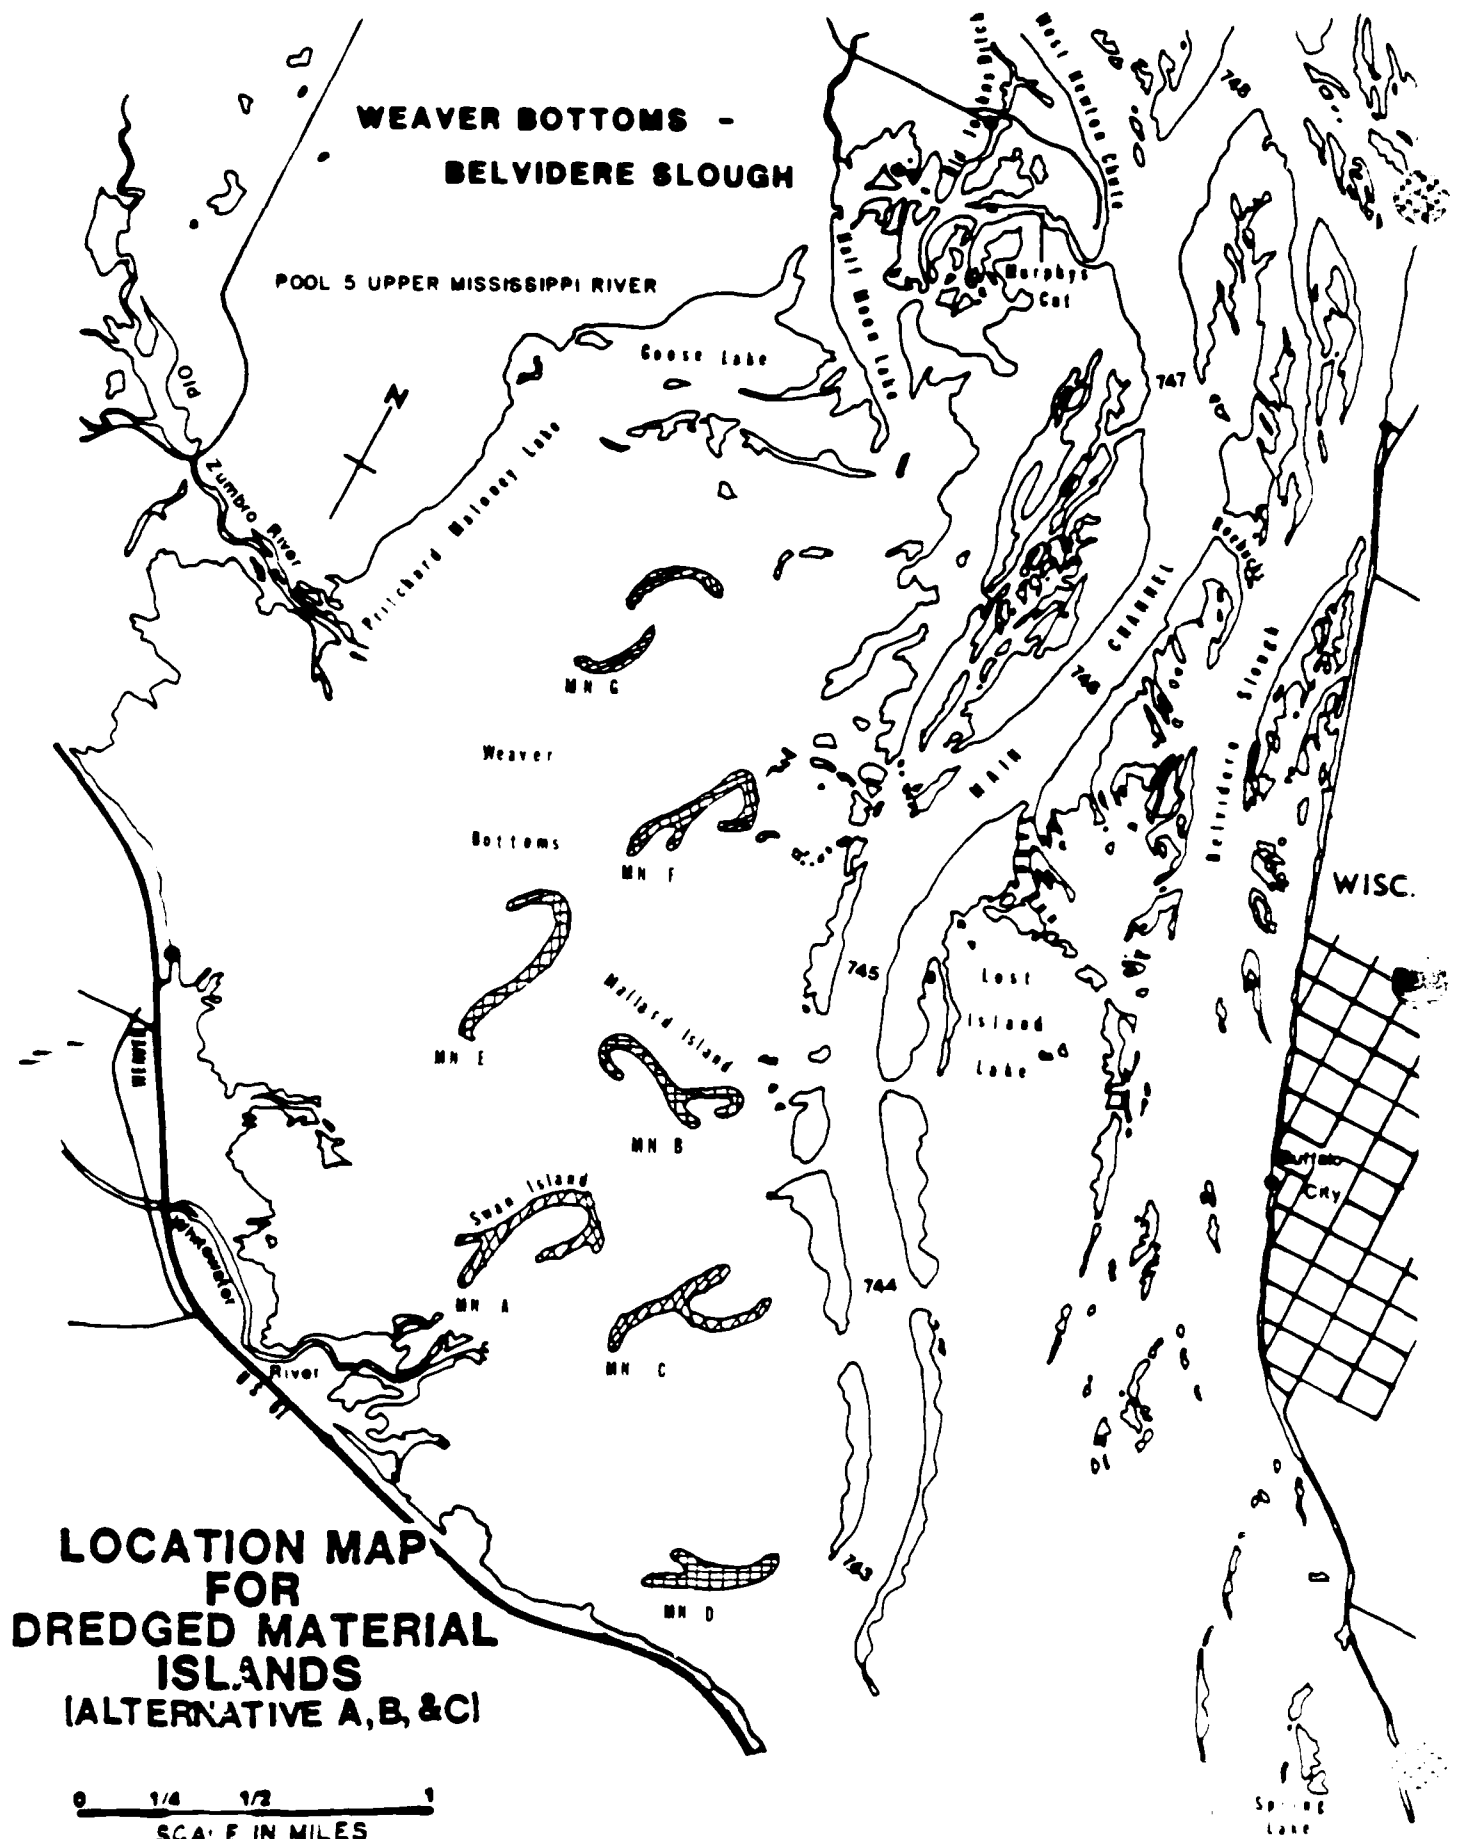 WEAVER BOTTOMS -
BELVIDERE SLOUGH
POOL 5 UPPER MISSISSIPPI RIVER
West Newton Chute
748
Half Moon Lake
Murphys
Cut
Goose Lake
747
Old
N
Zumbro River
Pritchard Maloney Lake
CHANNEL
746
MAIN
Belvidere Slough
MN G
Weaver
Bottoms
MN F
WISC.
745
Lost
Island
Lake
Mallard Island
MN E
WEAVER
MN B
Buffalo
City
Swan Island
Whitewater
River
MN A
744
MN C
743
MN D
LOCATION MAP
FOR
DREDGED MATERIAL
ISLANDS
[ALTERNATIVE A, B, & C]
0 1/4 1/2 1
SCALE IN MILES
Spring
Lake